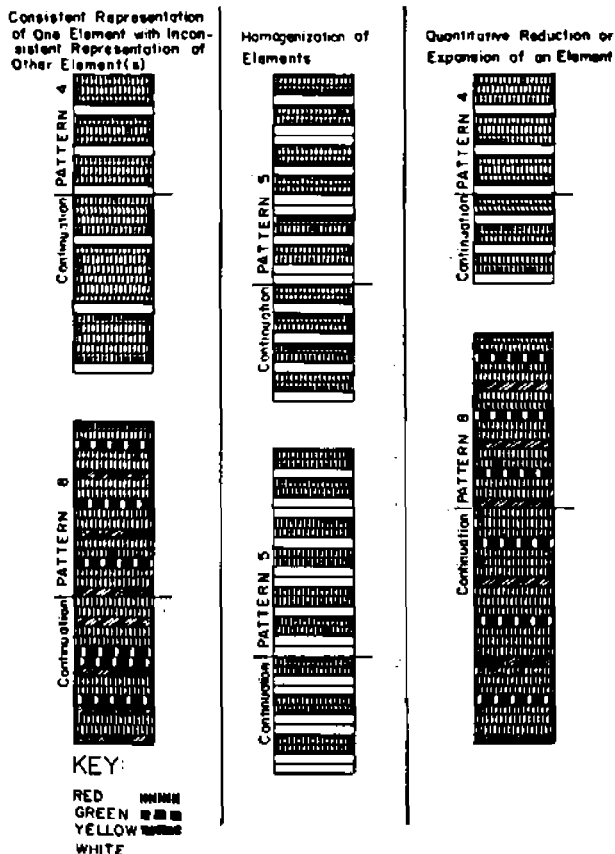 Consistent Representation
of One Element with Incon-
sistent Representation of
Other Element(s)
Homogenization of
Elements
Quantitative Reduction or
Expansion of an Element
PATTERN 4
Continuation
PATTERN 5
Continuation
PATTERN 4
Continuation
PATTERN 8
Continuation
PATTERN 5
Continuation
PATTERN 8
Continuation
KEY:
RED
GREEN
YELLOW
WHITE